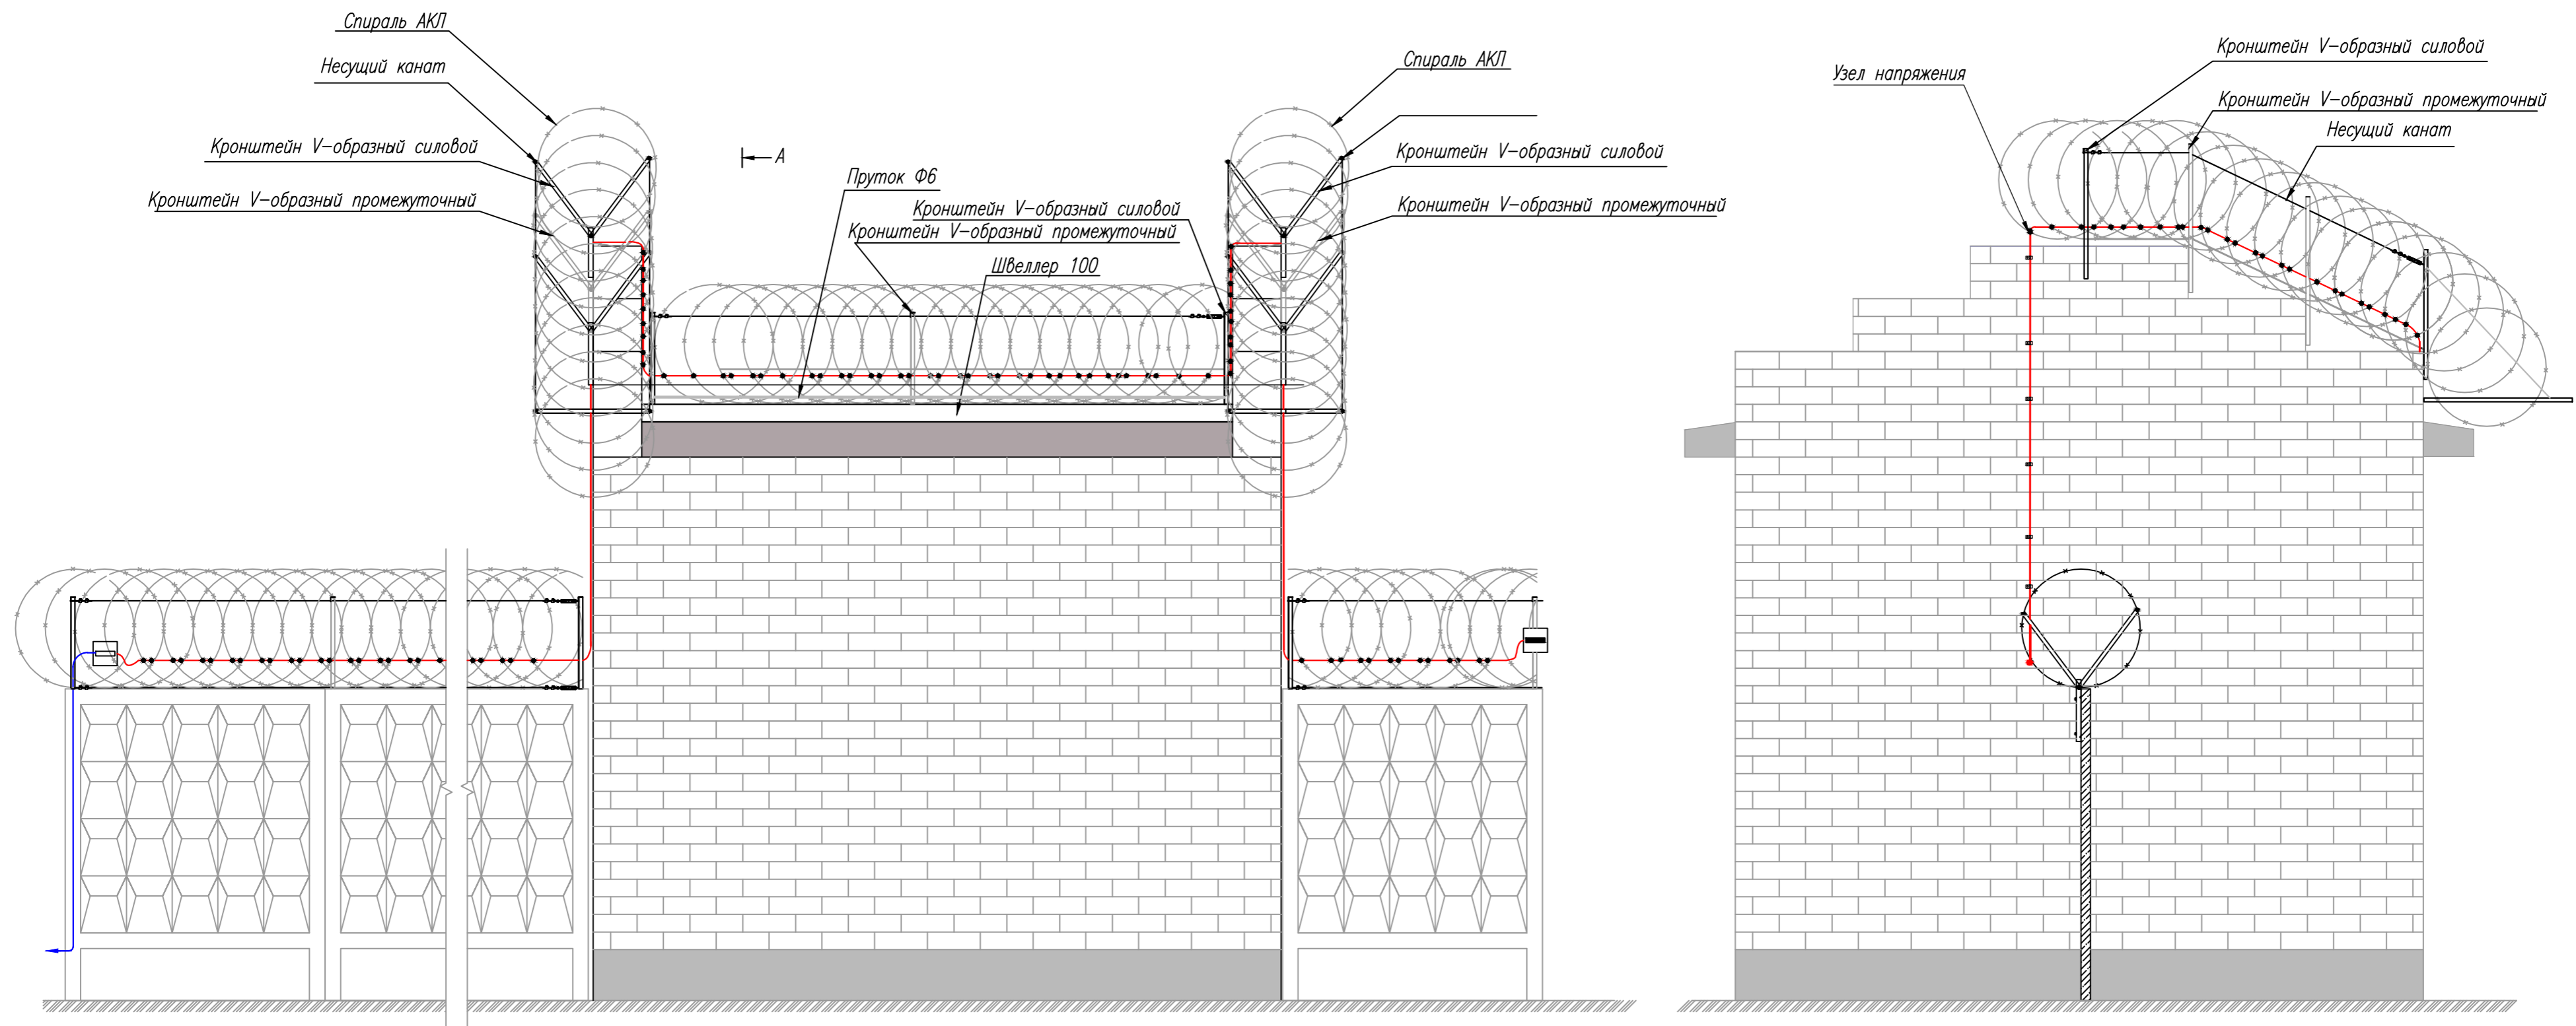 Спираль АКЛ
Несущий канат
Кронштейн V-образный силовой
Кронштейн V-образный промежуточный
А
Пруток Ф6
Кронштейн V-образный силовой
Кронштейн V-образный промежуточный
Швеллер 100
Спираль АКЛ
Кронштейн V-образный силовой
Кронштейн V-образный промежуточный
Узел напряжения
Кронштейн V-образный силовой
Кронштейн V-образный промежуточный
Несущий канат